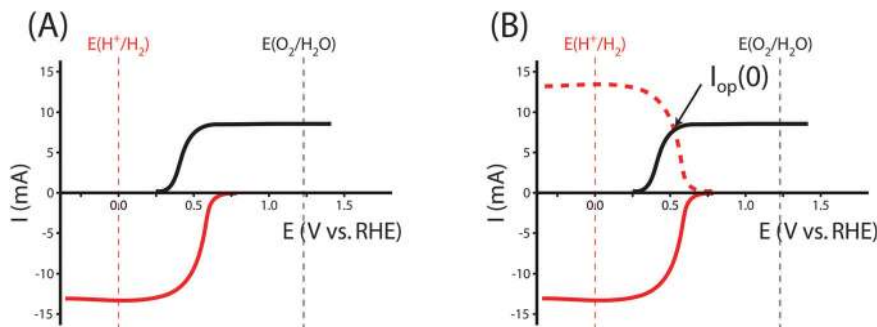 (A)
E(H⁺/H₂)
E(O₂/H₂O)
15
10
5
0
-5
-10
-15
I (mA)
0.0
0.5
1.0
1.5
E (V vs. RHE)
(B)
E(H⁺/H₂)
E(O₂/H₂O)
Iop(0)
15
10
5
0
-5
-10
-15
I (mA)
0.0
0.5
1.0
1.5
E (V vs. RHE)